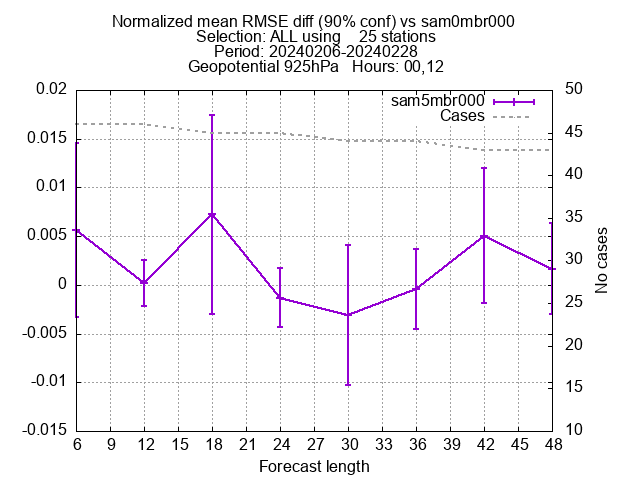 Normalized mean RMSE diff (90% conf) vs sam0mbr000
Selection: ALL using    25 stations
Period: 20240206-20240228
Geopotential 925hPa   Hours: 00,12
sam5mbr000
Cases
0.02
0.015
0.01
0.005
0
-0.005
-0.01
-0.015
50
45
40
35
30
25
20
15
10
No cases
6 9 12 15 18 21 24 27 30 33 36 39 42 45 48
Forecast length